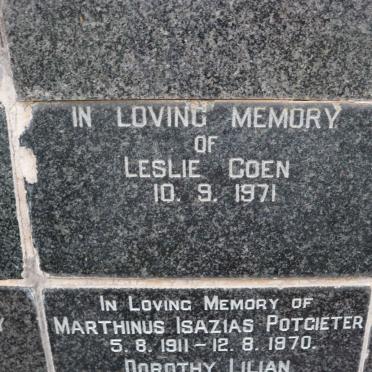 IN LOVING MEMORY
OF
LESLIE COEN
10. 9. 1971
IN LOVING MEMORY OF
MARTHINUS ISAZIAS POTGIETER
5. 8. 1911 – 12. 8. 1970.
DOROTHY LILIAN